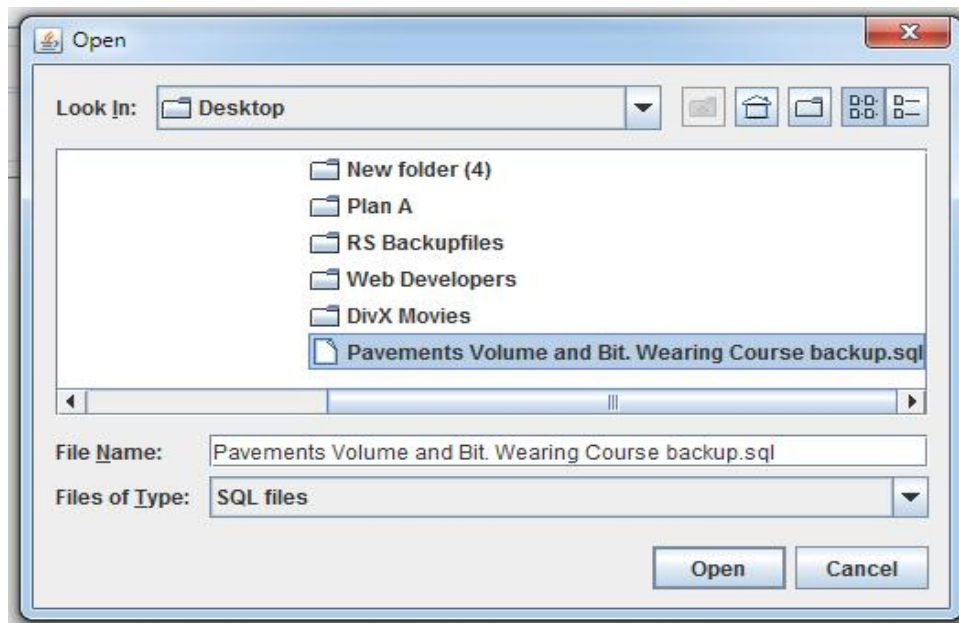 Open
Look In: Desktop
New folder (4)
Plan A
RS Backupfiles
Web Developers
DivX Movies
Pavements Volume and Bit. Wearing Course backup.sql
File Name: Pavements Volume and Bit. Wearing Course backup.sql
Files of Type: SQL files
Open Cancel